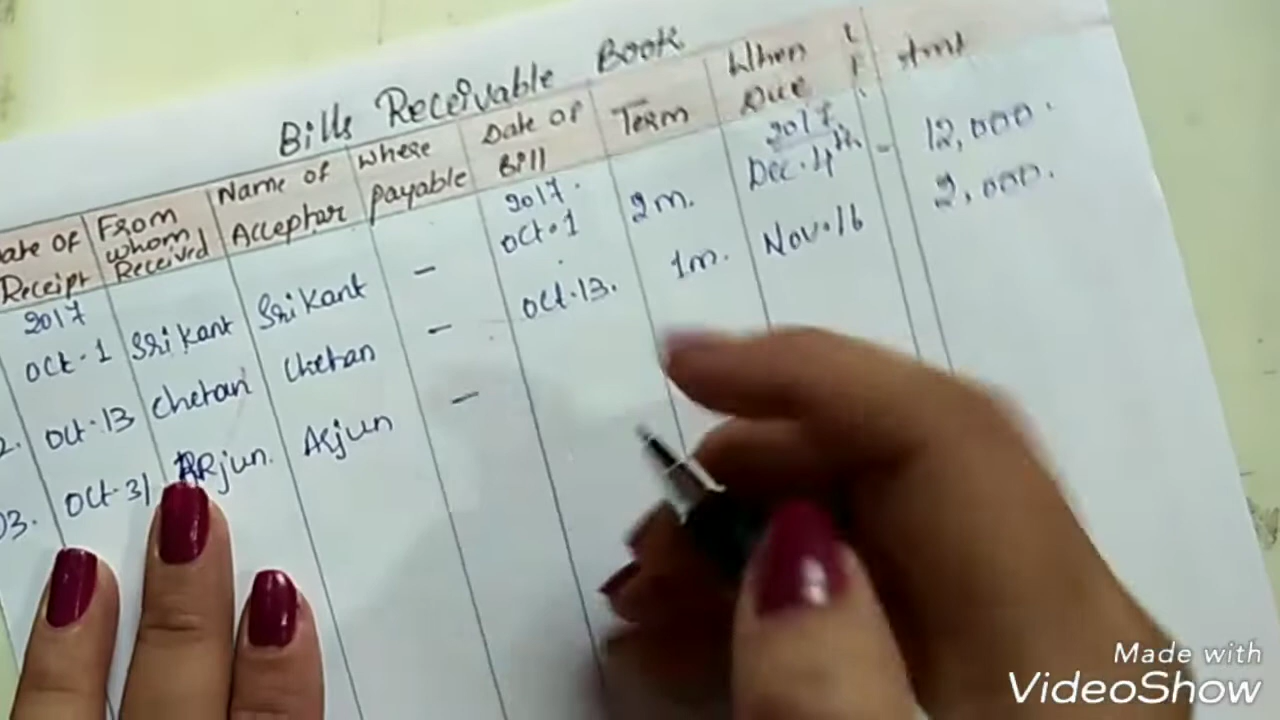 Bills Receivable Book
Date of Receipt From whom Received Name of Acceptar Where payable Date of Bill Term When Due Amt
2017 2017. 2017
Oct-1 Srikant Srikant - Oct.1 2m. Dec.4th - 12,000.
2. Oct-13 Chetan Chetan - Oct.13. 1m. Nov.16 2,000.
03. Oct-31 ARjun. Arjun -
Made with
VideoShow